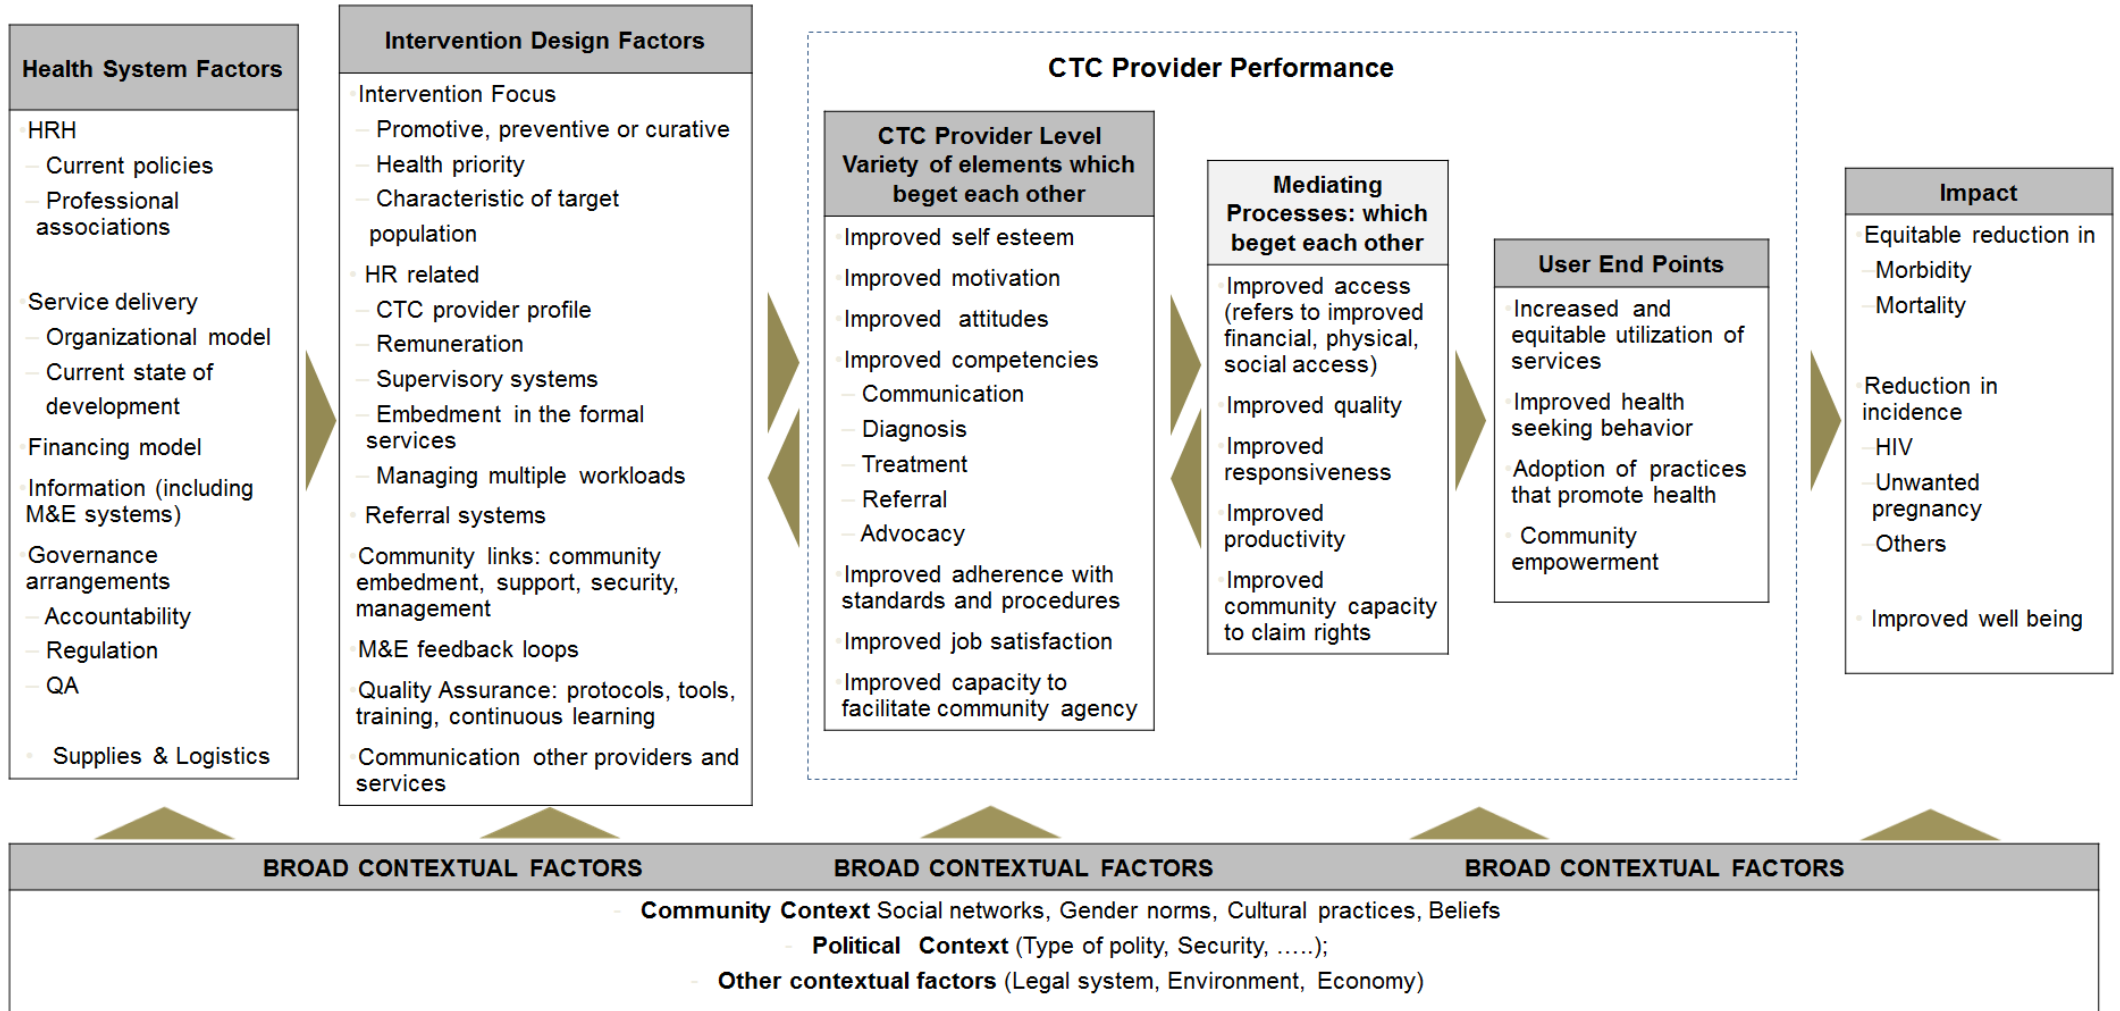 Health System Factors
HRH
– Current policies
– Professional
associations
Service delivery
– Organizational model
– Current state of
development
Financing model
Information (including
M&E systems)
Governance
arrangements
– Accountability
– Regulation
– QA
Supplies & Logistics
Intervention Design Factors
Intervention Focus
– Promotive, preventive or curative
– Health priority
– Characteristic of target
population
HR related
– CTC provider profile
– Remuneration
– Supervisory systems
– Embedment in the formal
services
– Managing multiple workloads
Referral systems
Community links: community
embedment, support, security,
management
M&E feedback loops
Quality Assurance: protocols, tools,
training, continuous learning
Communication other providers and
services
CTC Provider Performance
CTC Provider Level
Variety of elements which
beget each other
Improved self esteem
Improved motivation
Improved attitudes
Improved competencies
– Communication
– Diagnosis
– Treatment
– Referral
– Advocacy
Improved adherence with
standards and procedures
Improved job satisfaction
Improved capacity to
facilitate community agency
Mediating
Processes: which
beget each other
Improved access
(refers to improved
financial, physical,
social access)
Improved quality
Improved
responsiveness
Improved
productivity
Improved
community capacity
to claim rights
User End Points
Increased and
equitable utilization of
services
Improved health
seeking behavior
Adoption of practices
that promote health
Community
empowerment
Impact
Equitable reduction in
–Morbidity
–Mortality
Reduction in
incidence
–HIV
–Unwanted
pregnancy
–Others
Improved well being
BROAD CONTEXTUAL FACTORS BROAD CONTEXTUAL FACTORS BROAD CONTEXTUAL FACTORS
- Community Context Social networks, Gender norms, Cultural practices, Beliefs
- Political Context (Type of polity, Security, …..);
- Other contextual factors (Legal system, Environment, Economy)